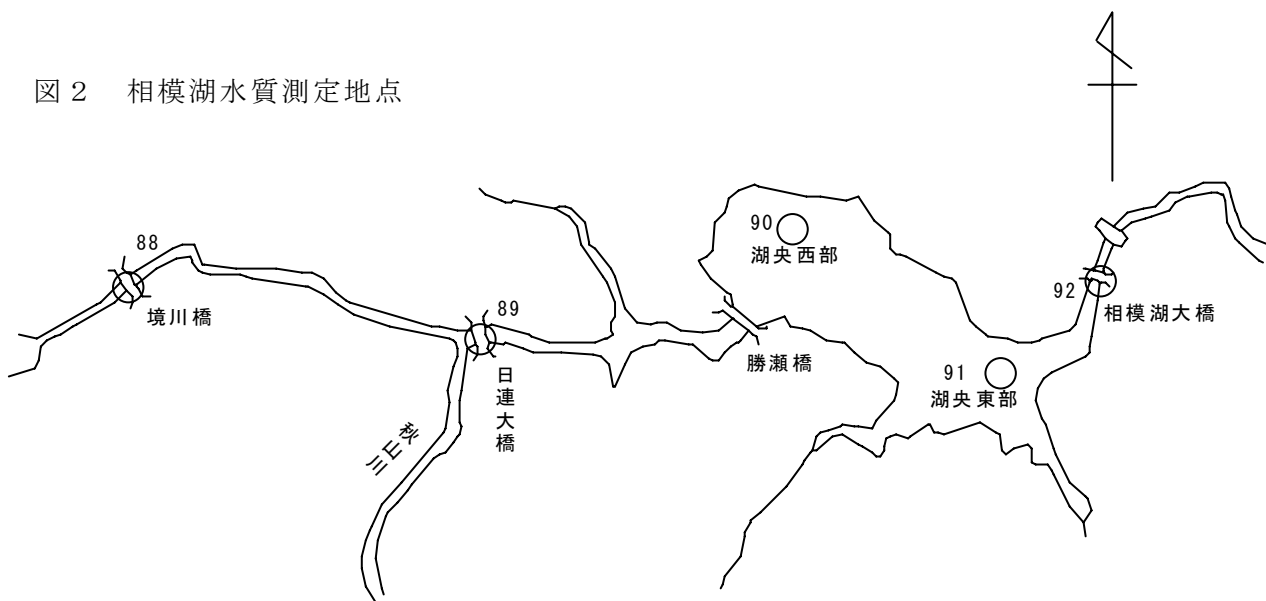 図２　相模湖水質測定地点
88
境川橋
89
日連大橋
秋山川
90
湖央西部
勝瀬橋
91
湖央東部
92
相模湖大橋